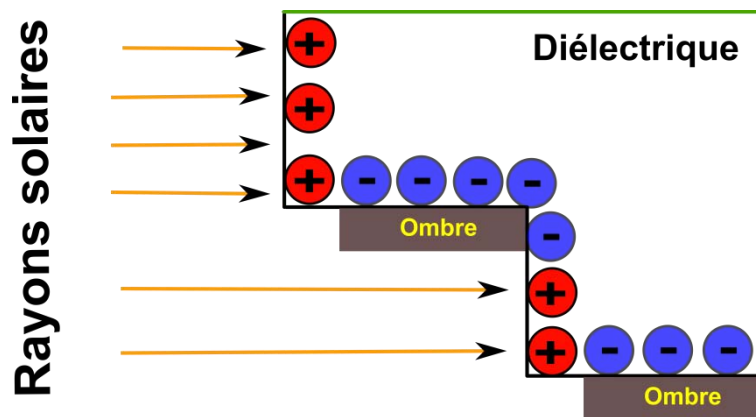 Rayons solaires
Diélectrique
+
+
+ - - - -
Ombre
-
+
+ - - -
Ombre